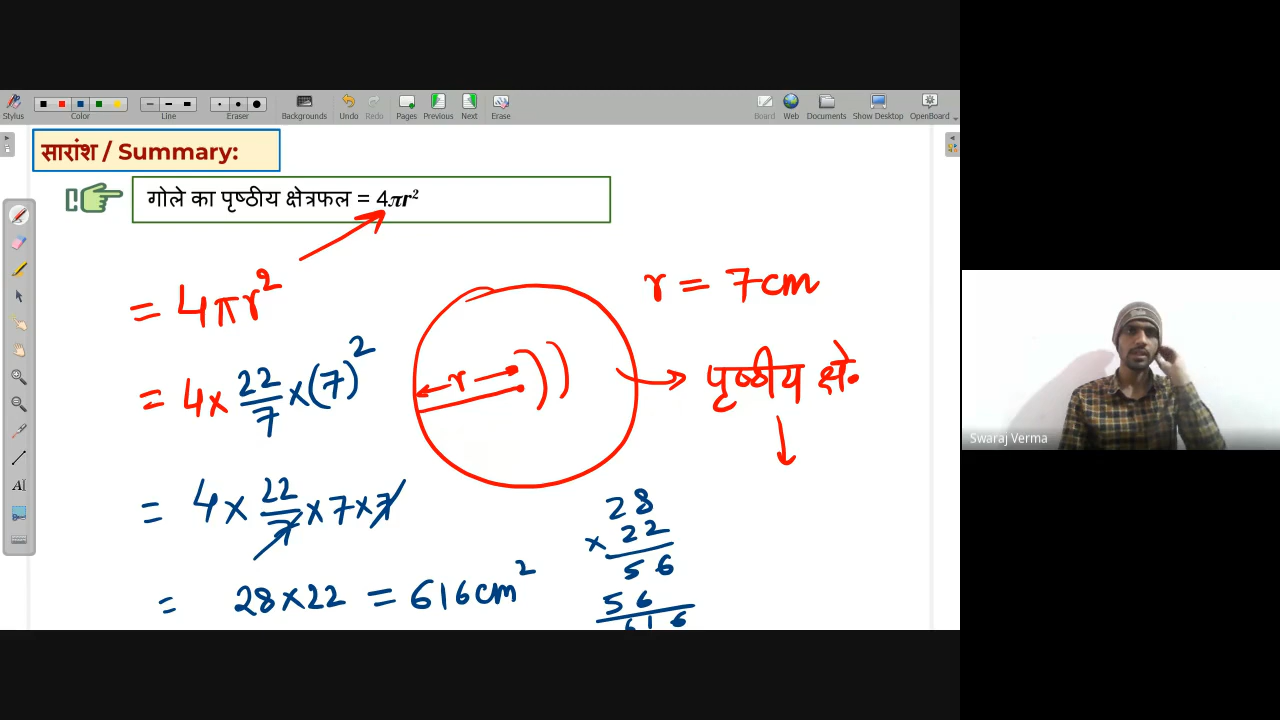 Stylus Color Line Eraser Backgrounds Undo Redo Pages Previous Next Erase Board Web Documents Show Desktop OpenBoard
सारांश / Summary:
गोले का पृष्ठीय क्षेत्रफल = 4πr²
= 4πr²
r = 7cm
= 4 × 22/7 × (7)²
r
पृष्ठीय क्षे.
= 4 × 22/7 × 7 × 7
= 28×22 = 616cm²
28
× 22
56
56
616
Swaraj Verma